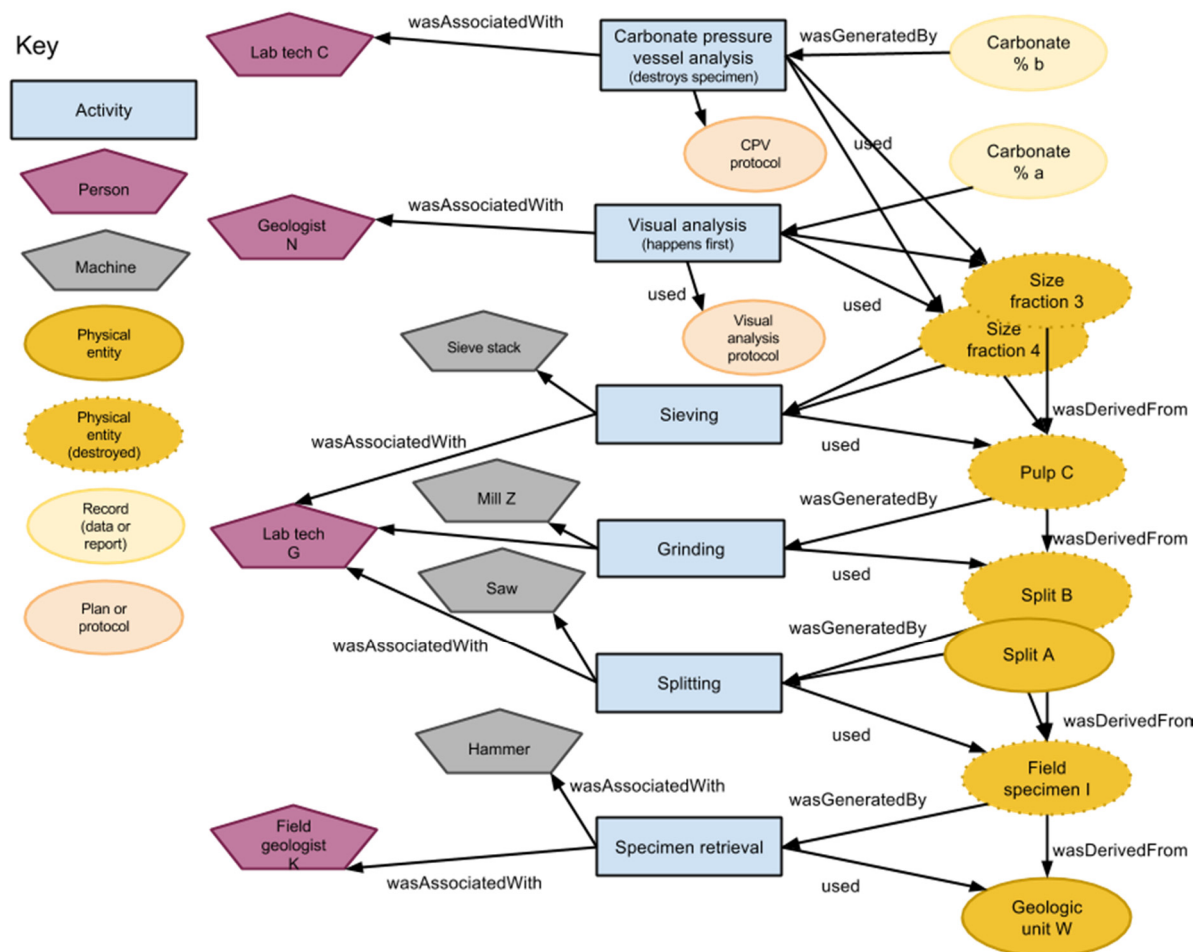 Key
Activity
Person
Machine
Physical
entity
Physical
entity
(destroyed)
Record
(data or
report)
Plan or
protocol
wasAssociatedWith
Lab tech C
Carbonate pressure
vessel analysis
(destroys specimen)
wasGeneratedBy
Carbonate
% b
CPV
protocol
used
Carbonate
% a
wasAssociatedWith
Geologist
N
Visual analysis
(happens first)
used
Visual
analysis
protocol
used
Size
fraction 3
Size
fraction 4
Sieve stack
Sieving
wasAssociatedWith
used
wasDerivedFrom
Pulp C
Mill Z
wasGeneratedBy
Lab tech
G
Grinding
wasDerivedFrom
used
Saw
Split B
wasGeneratedBy
wasAssociatedWith
Split A
Splitting
wasDerivedFron
used
Hammer
Field
specimen I
wasAssociatedWith
wasGeneratedBy
Field
geologist
K
Specimen retrieval
wasDerivedFrom
wasAssociatedWith
used
Geologic
unit W